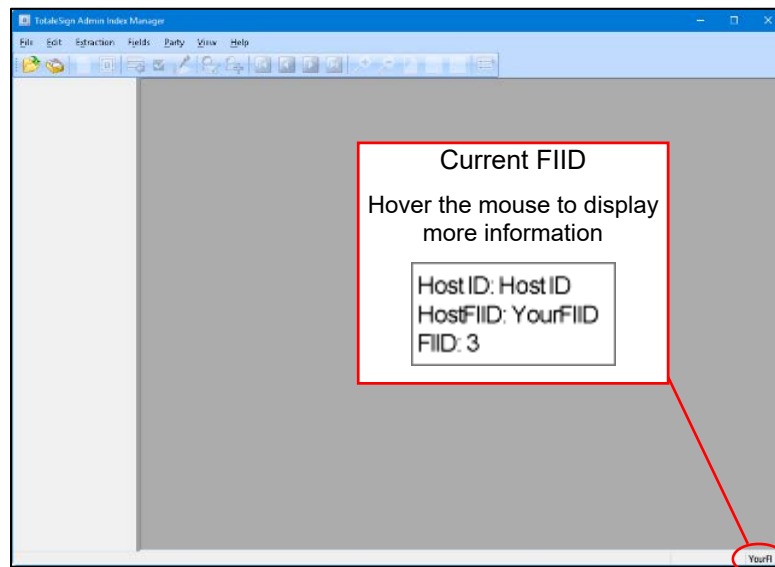 TotaleSign Admin Index Manager
File Edit Extraction Fields Party View Help
Current FIID
Hover the mouse to display
more information
Host ID: Host ID
HostFIID: YourFIID
FIID: 3
YourFI